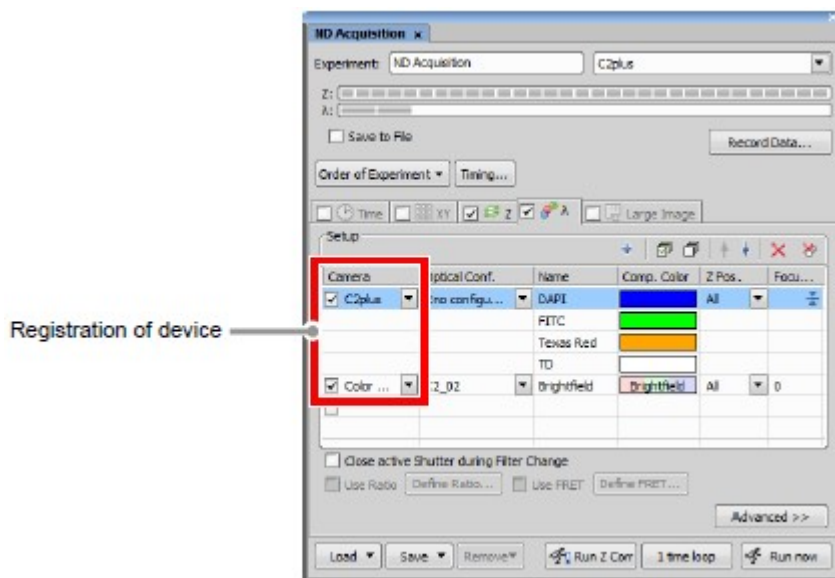 ND Acquisition x
Experiment: ND Acquisition C2plus
Z:
λ:
Save to File
Record Data...
Order of Experiment Timing...
Time XY Z λ Large Image
Setup
Camera Optical Conf. Name Comp. Color Z Pos. Focu...
C2plus configu... DAPI All
FITC
Registration of device
Texas Red
TD
Color ... C2_02 Brightfield Brightfield All 0
Close active Shutter during Filter Change
Use Ratio Define Ratio... Use FRET Define FRET...
Advanced >>
Load Save Remove Run Z Corr 1 time loop Run now